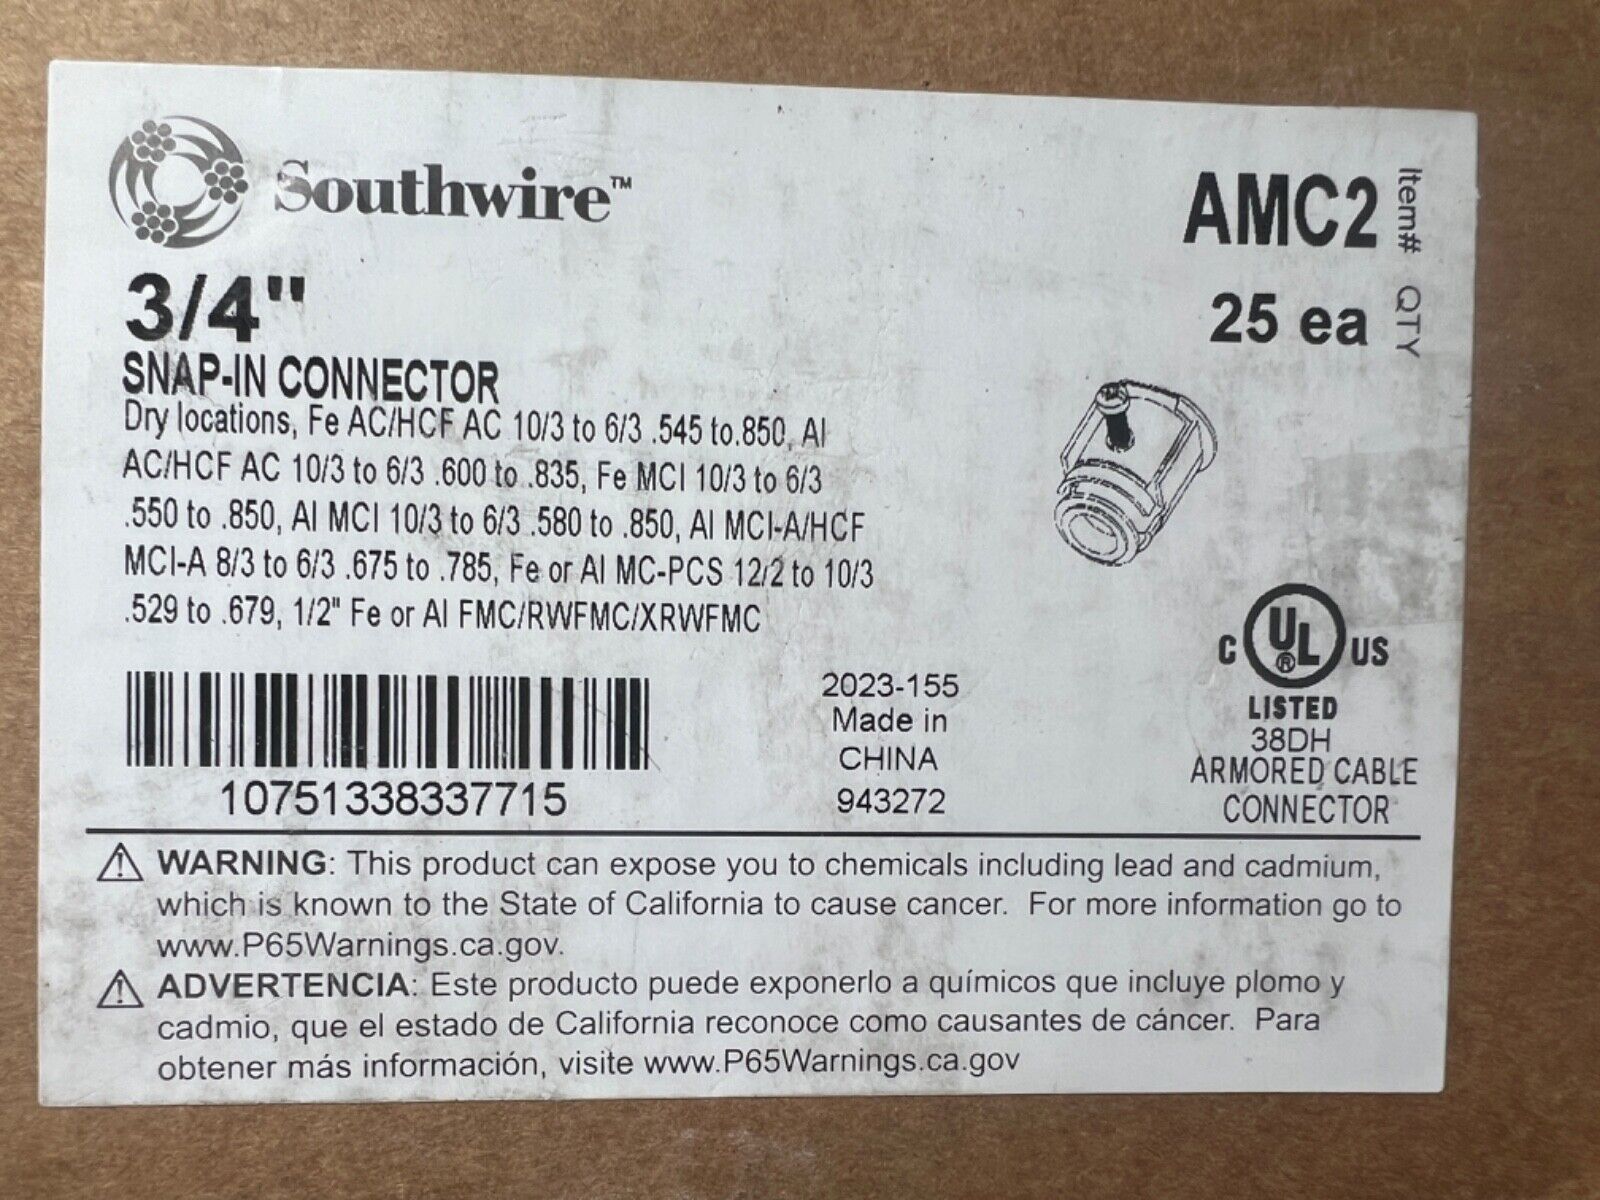 Southwire™
3/4"
SNAP-IN CONNECTOR
Dry locations, Fe AC/HCF AC 10/3 to 6/3 .545 to.850, Al
AC/HCF AC 10/3 to 6/3 .600 to .835, Fe MCI 10/3 to 6/3
.550 to .850, Al MCI 10/3 to 6/3 .580 to .850, Al MCI-A/HCF
MCI-A 8/3 to 6/3 .675 to .785, Fe or Al MC-PCS 12/2 to 10/3
.529 to .679, 1/2" Fe or Al FMC/RWFMC/XRWFMC
AMC2 Item#
25 ea QTY
C UL® US
LISTED
38DH
ARMORED CABLE
CONNECTOR
10751338337715
2023-155
Made in
CHINA
943272
⚠ WARNING: This product can expose you to chemicals including lead and cadmium,
which is known to the State of California to cause cancer. For more information go to
www.P65Warnings.ca.gov.
⚠ ADVERTENCIA: Este producto puede exponerlo a químicos que incluye plomo y
cadmio, que el estado de California reconoce como causantes de cáncer. Para
obtener más información, visite www.P65Warnings.ca.gov